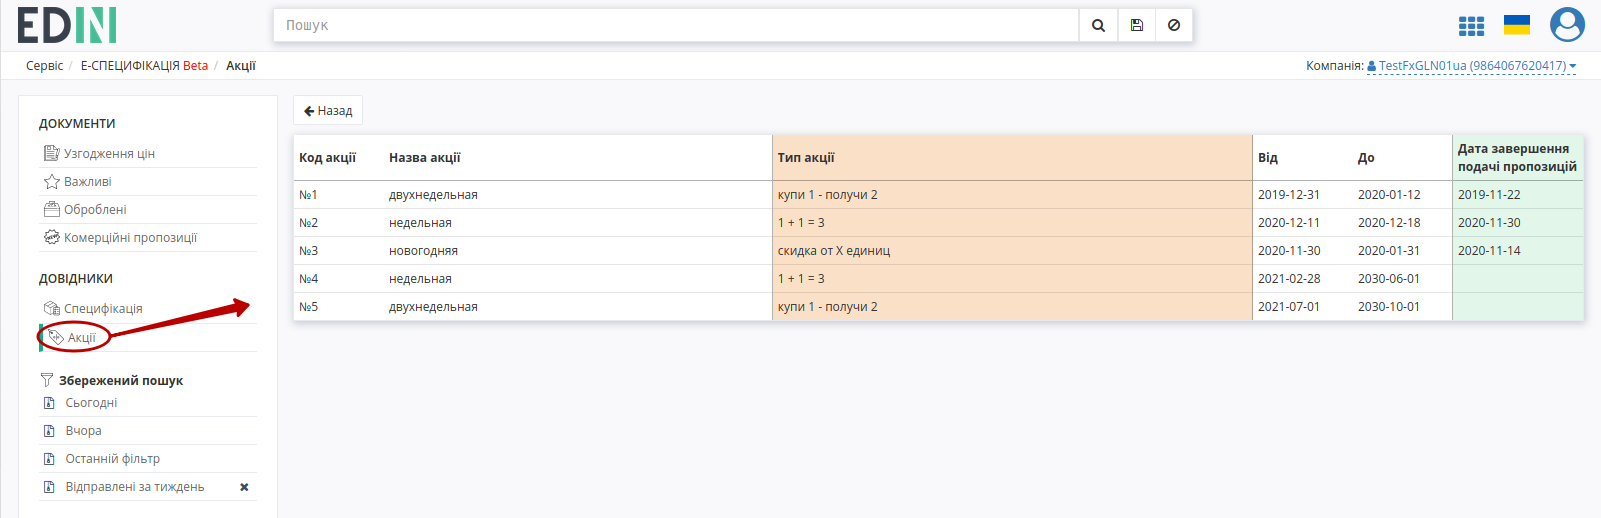 EDIN
Пошук
Сервіс / Е-СПЕЦИФІКАЦІЯ Beta / Акції
Компанія: TestFxGLN01ua (9864067620417)
ДОКУМЕНТИ
Узгодження цін
Важливі
Оброблені
Комерційні пропозиції
ДОВІДНИКИ
Специфікація
Акції
Збережений пошук
Сьогодні
Вчора
Останній фільтр
Відправлені за тиждень
Назад
Код акції Назва акції Тип акції Від До Дата завершення
подачі пропозицій
№1 двухнедельная купи 1 - получи 2 2019-12-31 2020-01-12 2019-11-22
№2 недельная 1 + 1 = 3 2020-12-11 2020-12-18 2020-11-30
№3 новогодняя скидка от X единиц 2020-11-30 2020-01-31 2020-11-14
№4 недельная 1 + 1 = 3 2021-02-28 2030-06-01
№5 двухнедельная купи 1 - получи 2 2021-07-01 2030-10-01